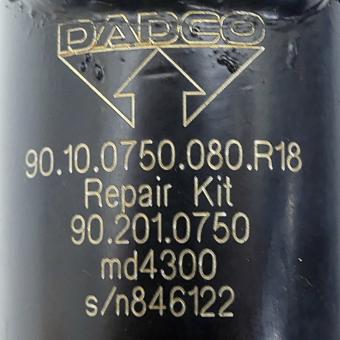 DADCO
90.10.0750.080.R18
Repair Kit
90.201.0750
md4300
s/n846122